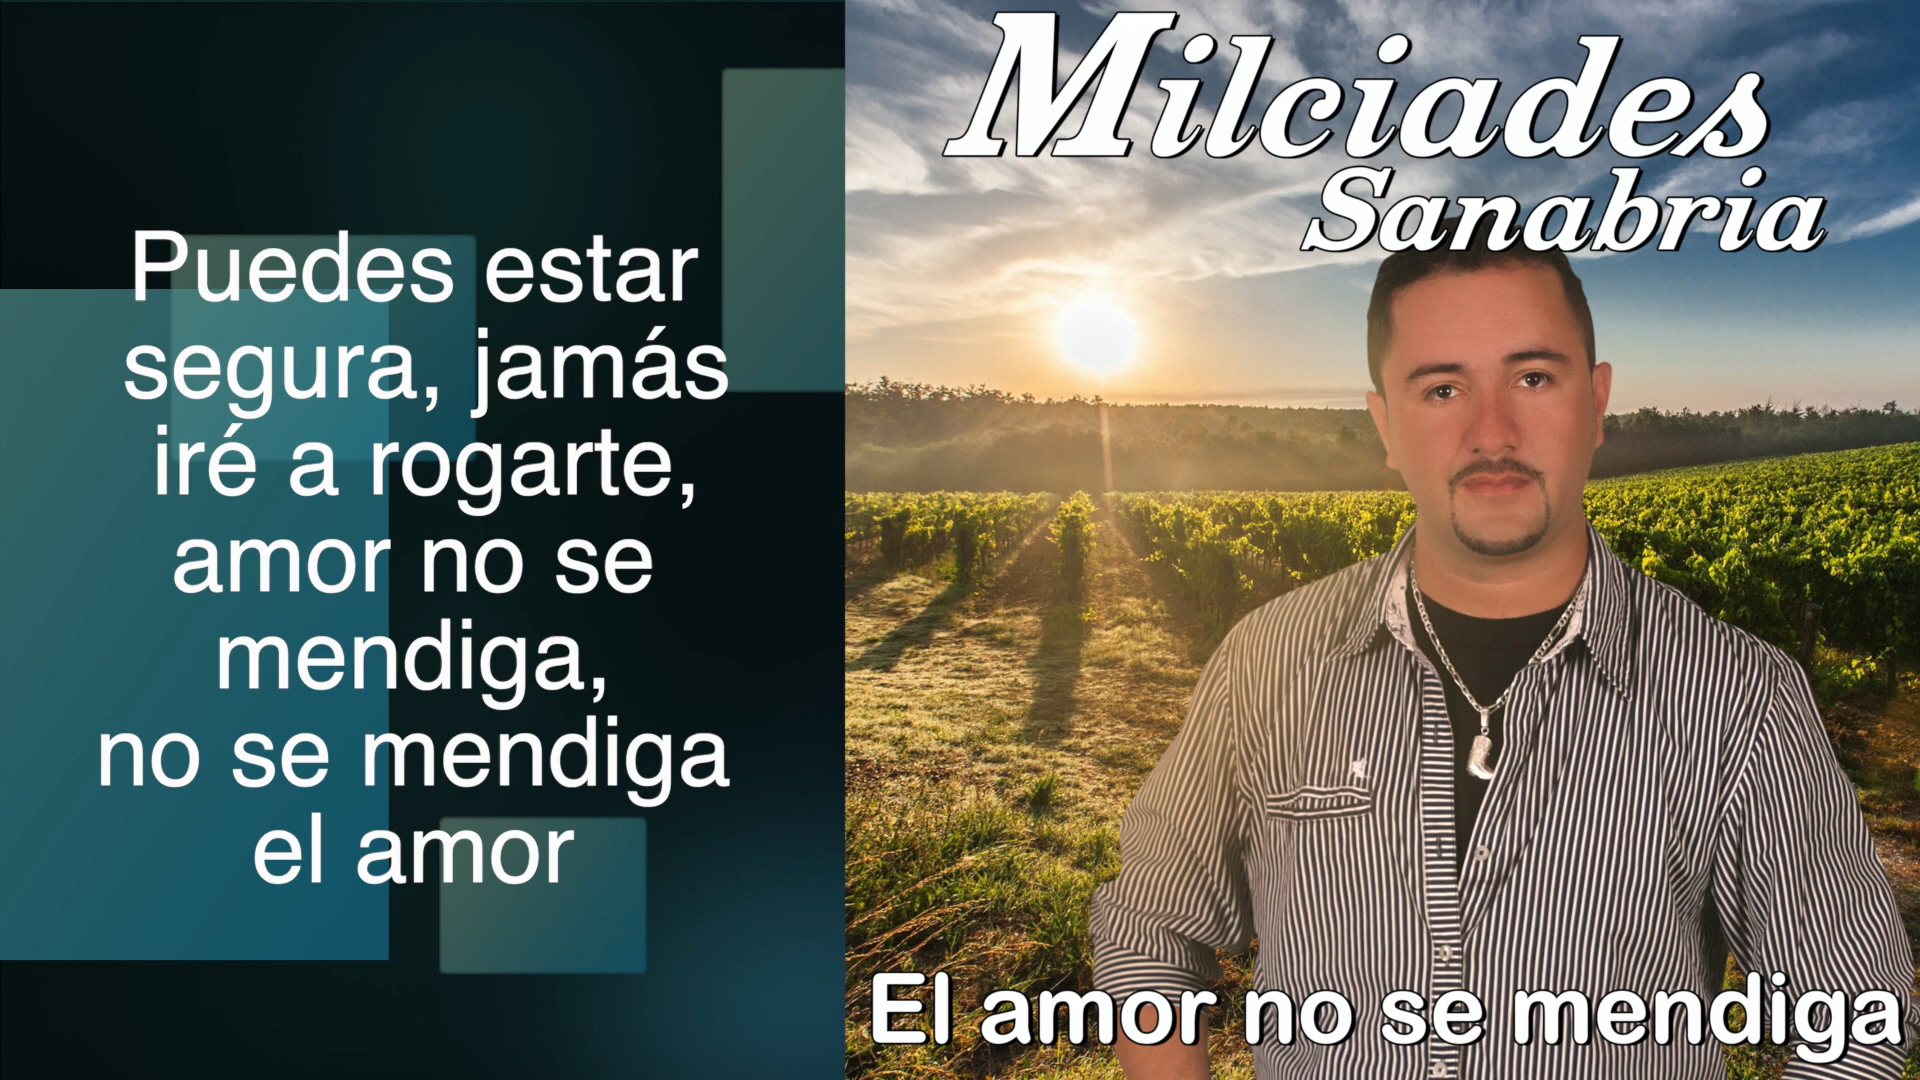 Puedes estar
segura, jamás
iré a rogarte,
amor no se
mendiga,
no se mendiga
el amor
Milciades
Sanabria
El amor no se mendiga